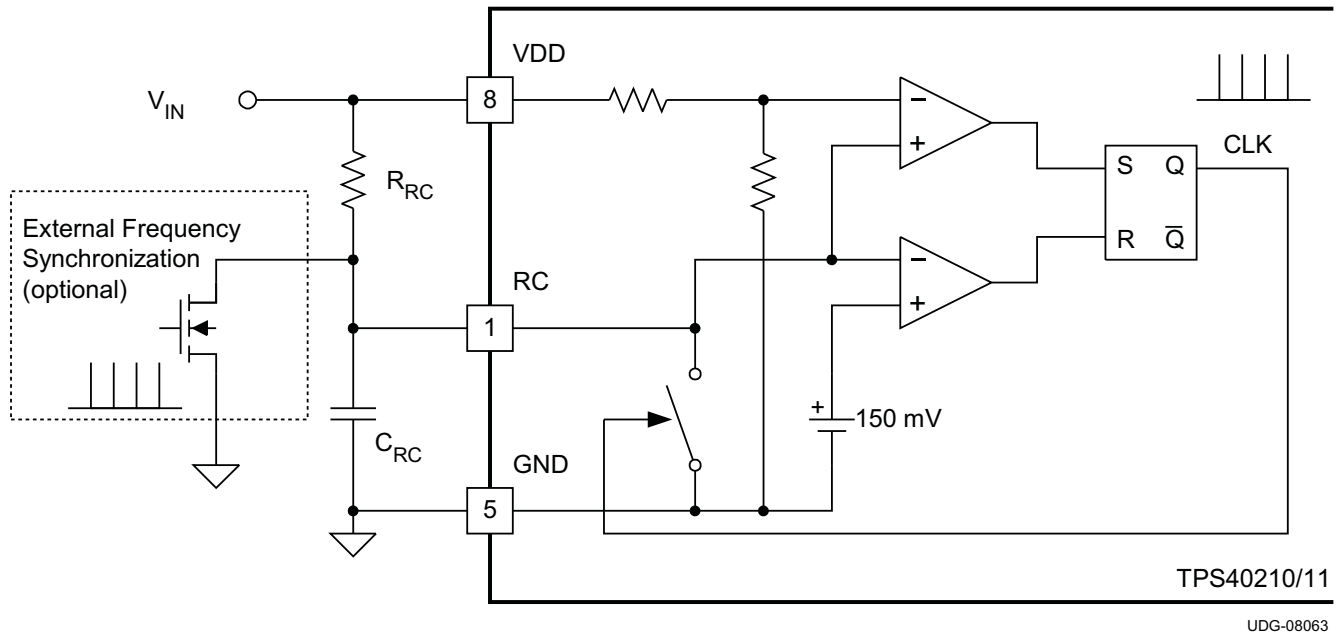 VDD
V_IN
8
−
+
CLK
S Q
R Q̅
R_RC
External Frequency
Synchronization
(optional)
RC
1
−
+
+
150 mV
C_RC
GND
5
TPS40210/11
UDG-08063